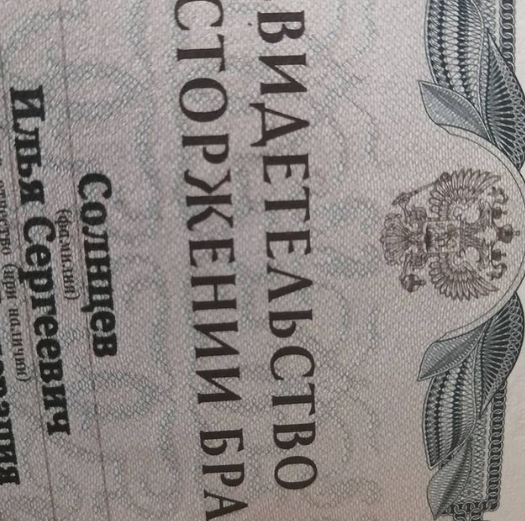 ВИДЕТЕЛЬСТВО
СТОРЖЕНИИ БРА
Солнцев
(фамилия)
Илья Сергеевич
отчество (при наличии)